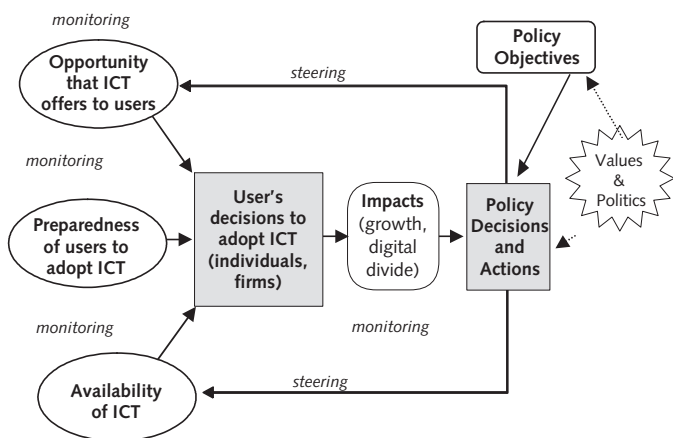 monitoring
Opportunity
that ICT
offers to users
steering
Policy
Objectives
monitoring
Values
&
Politics
User's
decisions to
adopt ICT
(individuals,
firms)
Impacts
(growth,
digital
divide)
Policy
Decisions
and
Actions
Preparedness
of users to
adopt ICT
monitoring
monitoring
Availability
of ICT
steering